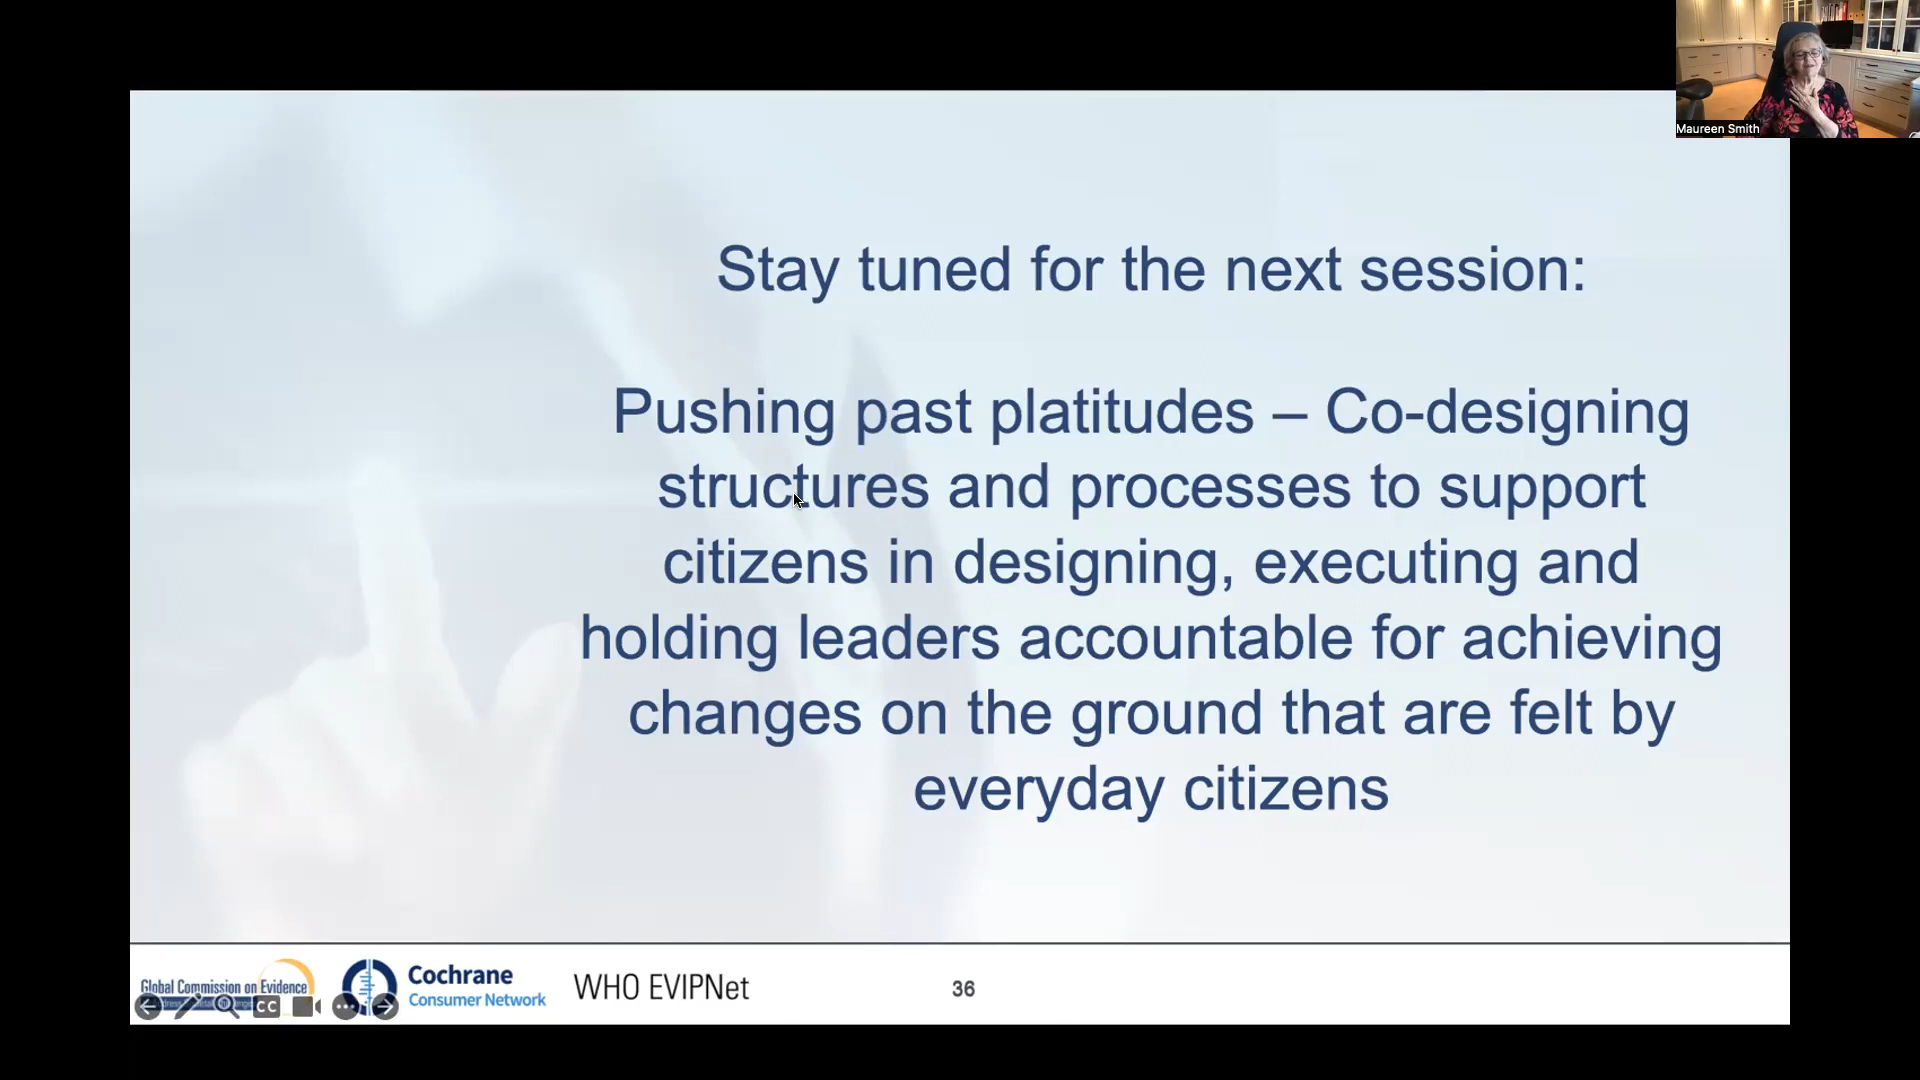 Maureen Smith
Stay tuned for the next session:
Pushing past platitudes – Co-designing
structures and processes to support
citizens in designing, executing and
holding leaders accountable for achieving
changes on the ground that are felt by
everyday citizens
Global Commission on Evidence
Cochrane
Consumer Network
WHO EVIPNet
36
CC